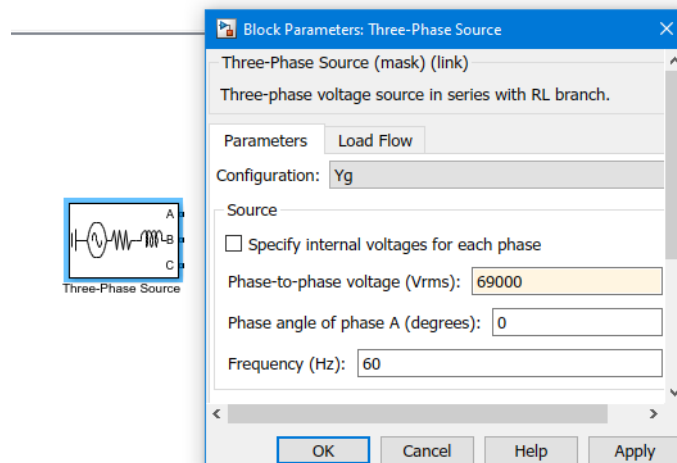 Block Parameters: Three-Phase Source
Three-Phase Source (mask) (link)
Three-phase voltage source in series with RL branch.
Parameters Load Flow
Configuration: Yg
Source
Specify internal voltages for each phase
Phase-to-phase voltage (Vrms): 69000
Phase angle of phase A (degrees): 0
Frequency (Hz): 60
OK Cancel Help Apply
A
B
C
Three-Phase Source